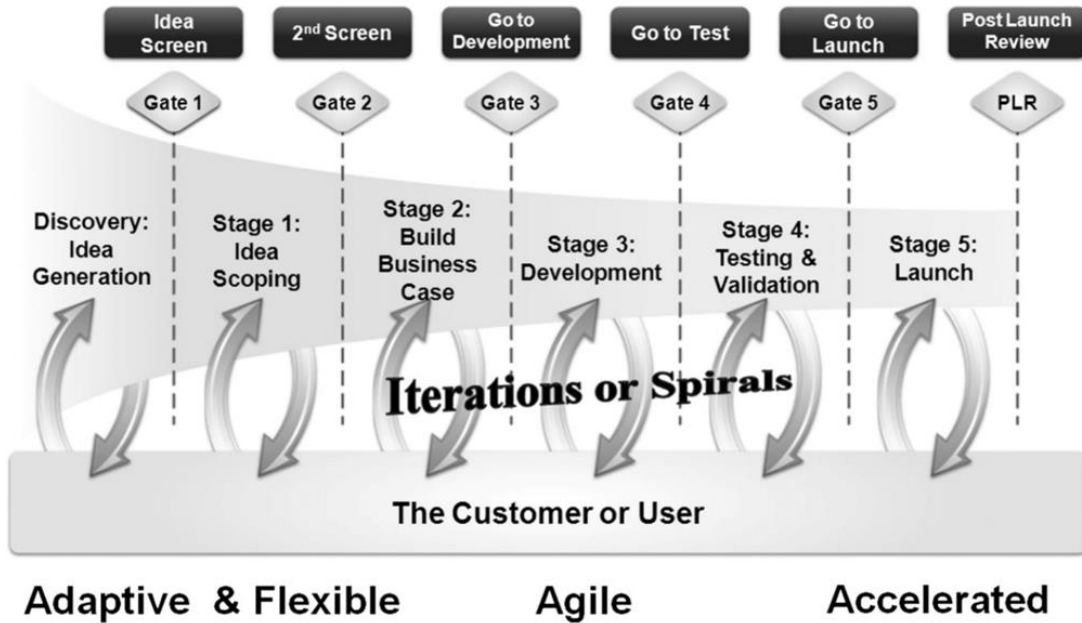 Idea
Screen
2nd Screen
Go to
Development
Go to Test
Go to
Launch
Post Launch
Review
Gate 1
Gate 2
Gate 3
Gate 4
Gate 5
PLR
Discovery:
Idea
Generation
Stage 1:
Idea
Scoping
Stage 2:
Build
Business
Case
Stage 3:
Development
Stage 4:
Testing &
Validation
Stage 5:
Launch
Iterations or Spirals
The Customer or User
Adaptive & Flexible
Agile
Accelerated